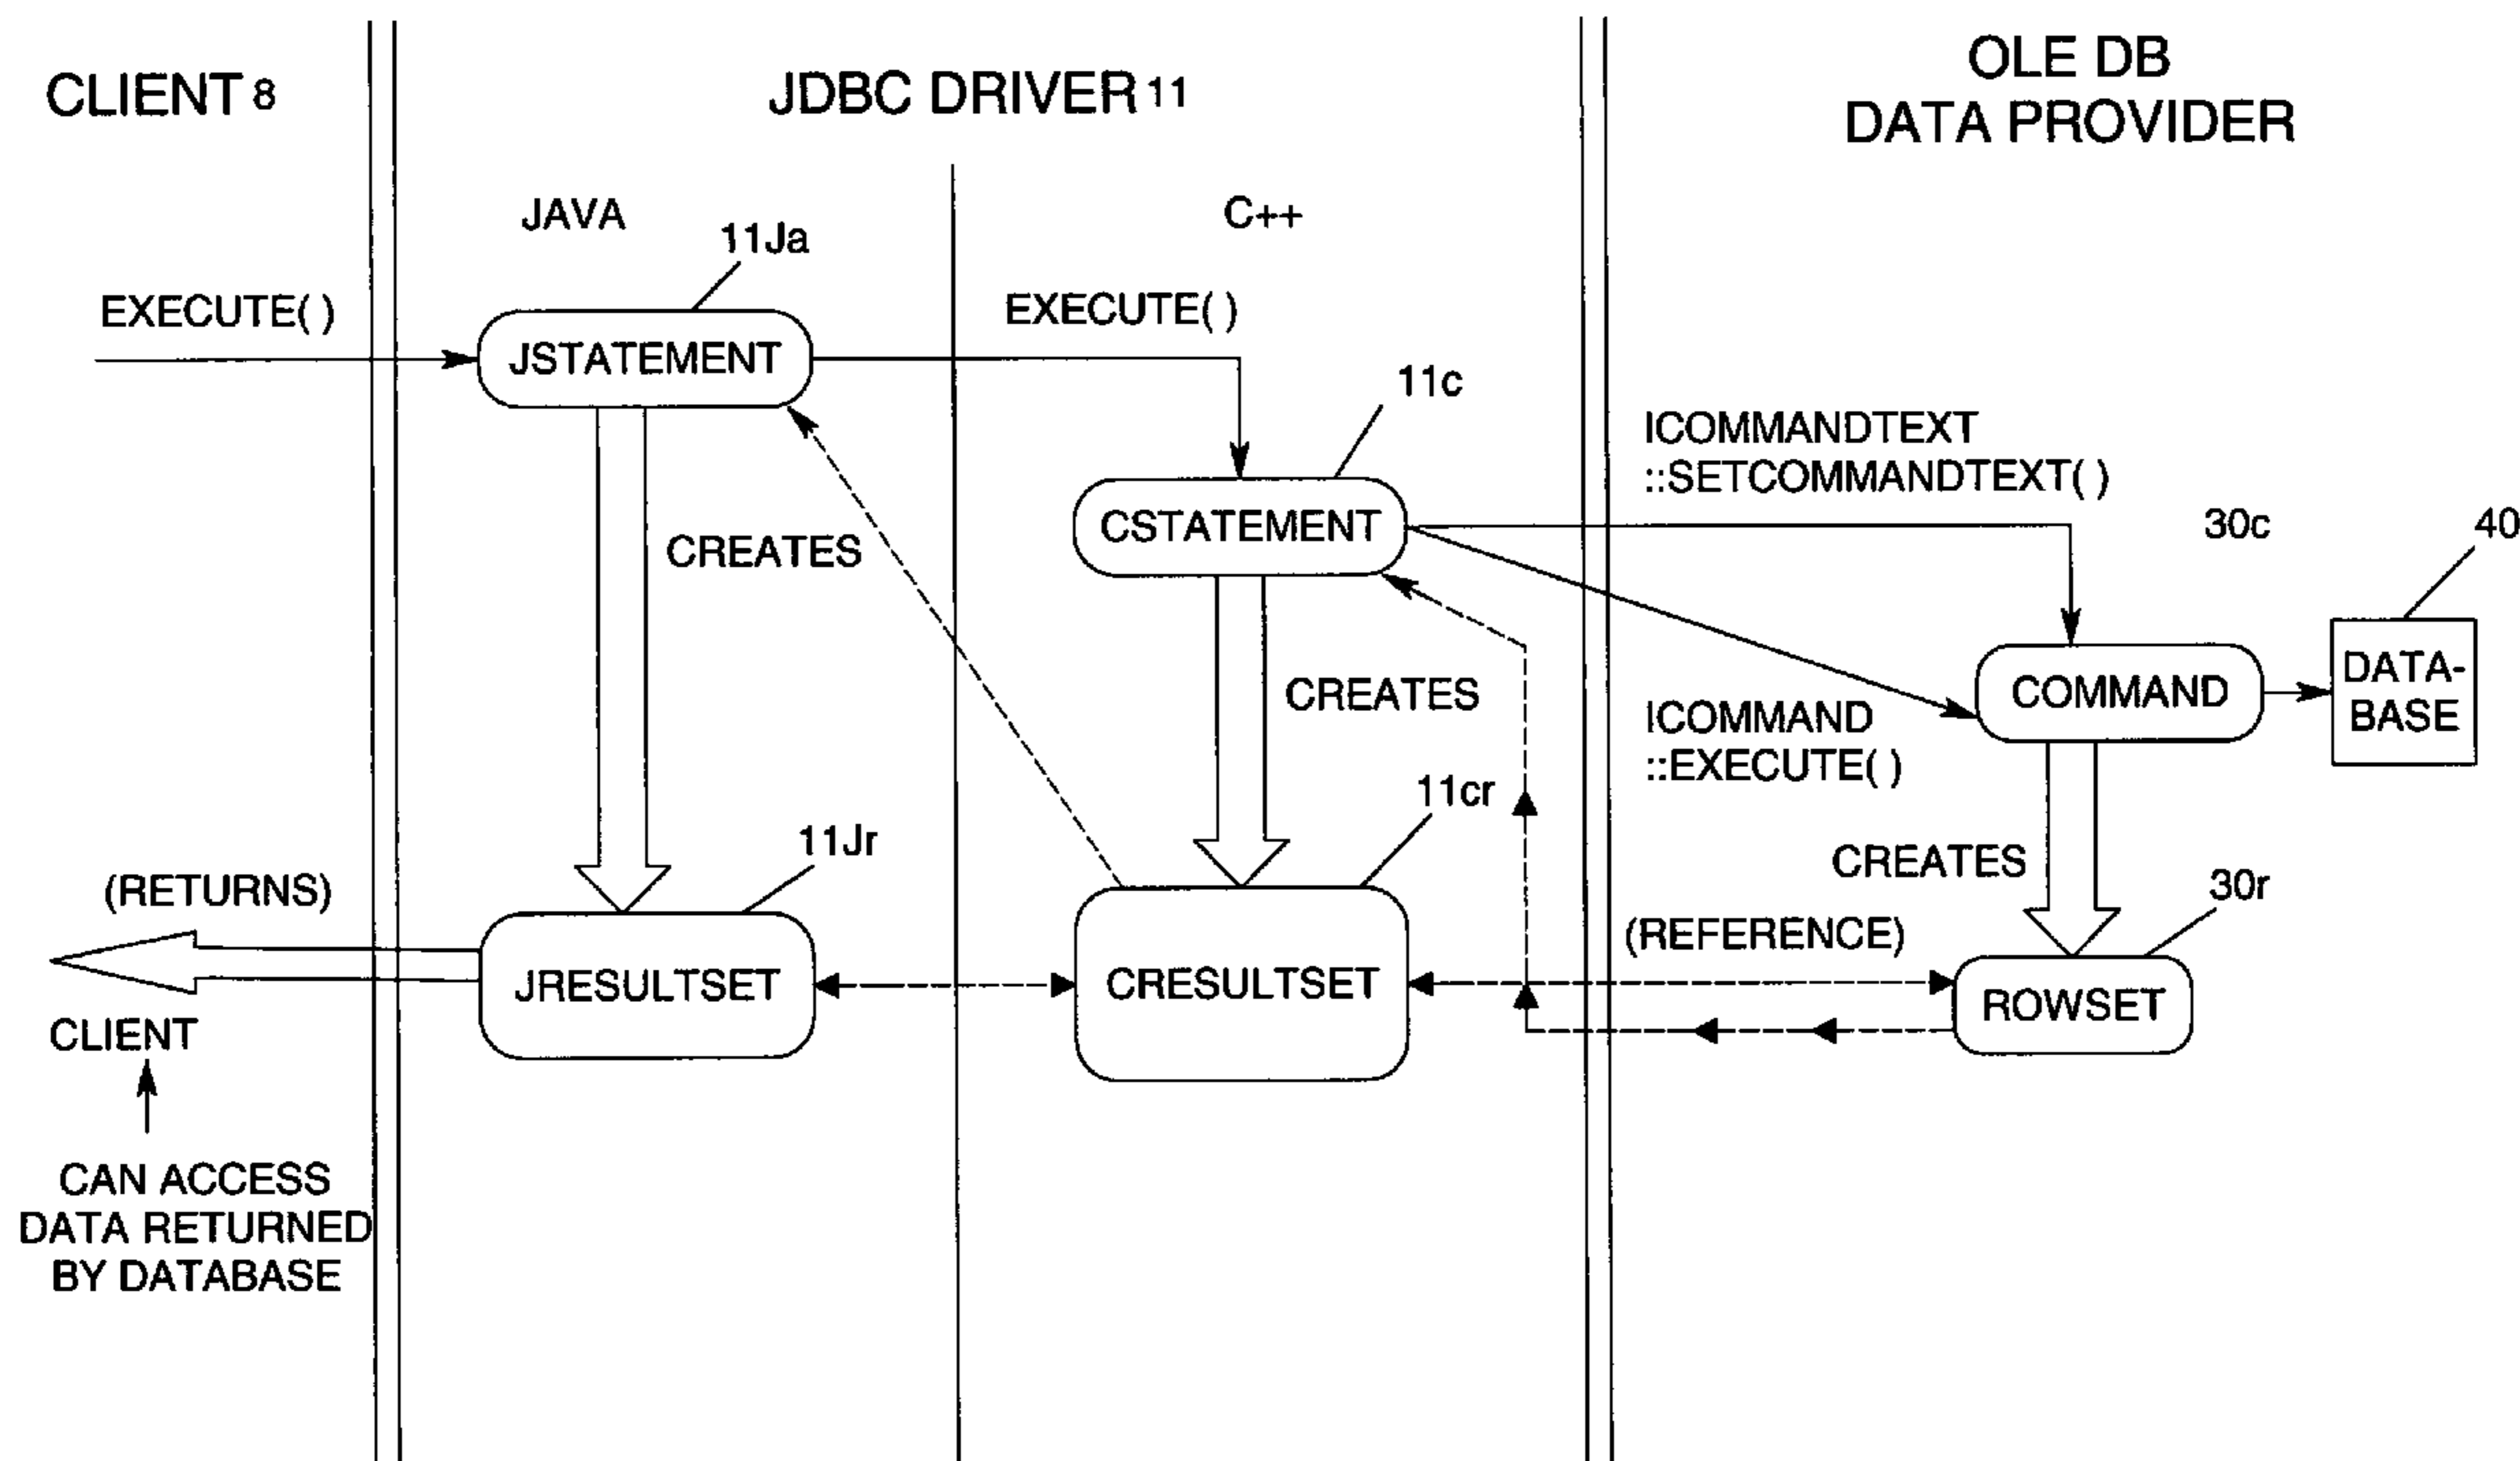 CLIENT 8
JDBC DRIVER 11
OLE DB
DATA PROVIDER
JAVA
C++
11Ja
EXECUTE( )
JSTATEMENT
EXECUTE( )
11c
CSTATEMENT
ICOMMANDTEXT
::SETCOMMANDTEXT( )
30c
40
CREATES
CREATES
COMMAND
DATA-
BASE
ICOMMAND
::EXECUTE( )
11cr
11Jr
CREATES
30r
(RETURNS)
(REFERENCE)
JRESULTSET
CRESULTSET
ROWSET
CLIENT
CAN ACCESS
DATA RETURNED
BY DATABASE